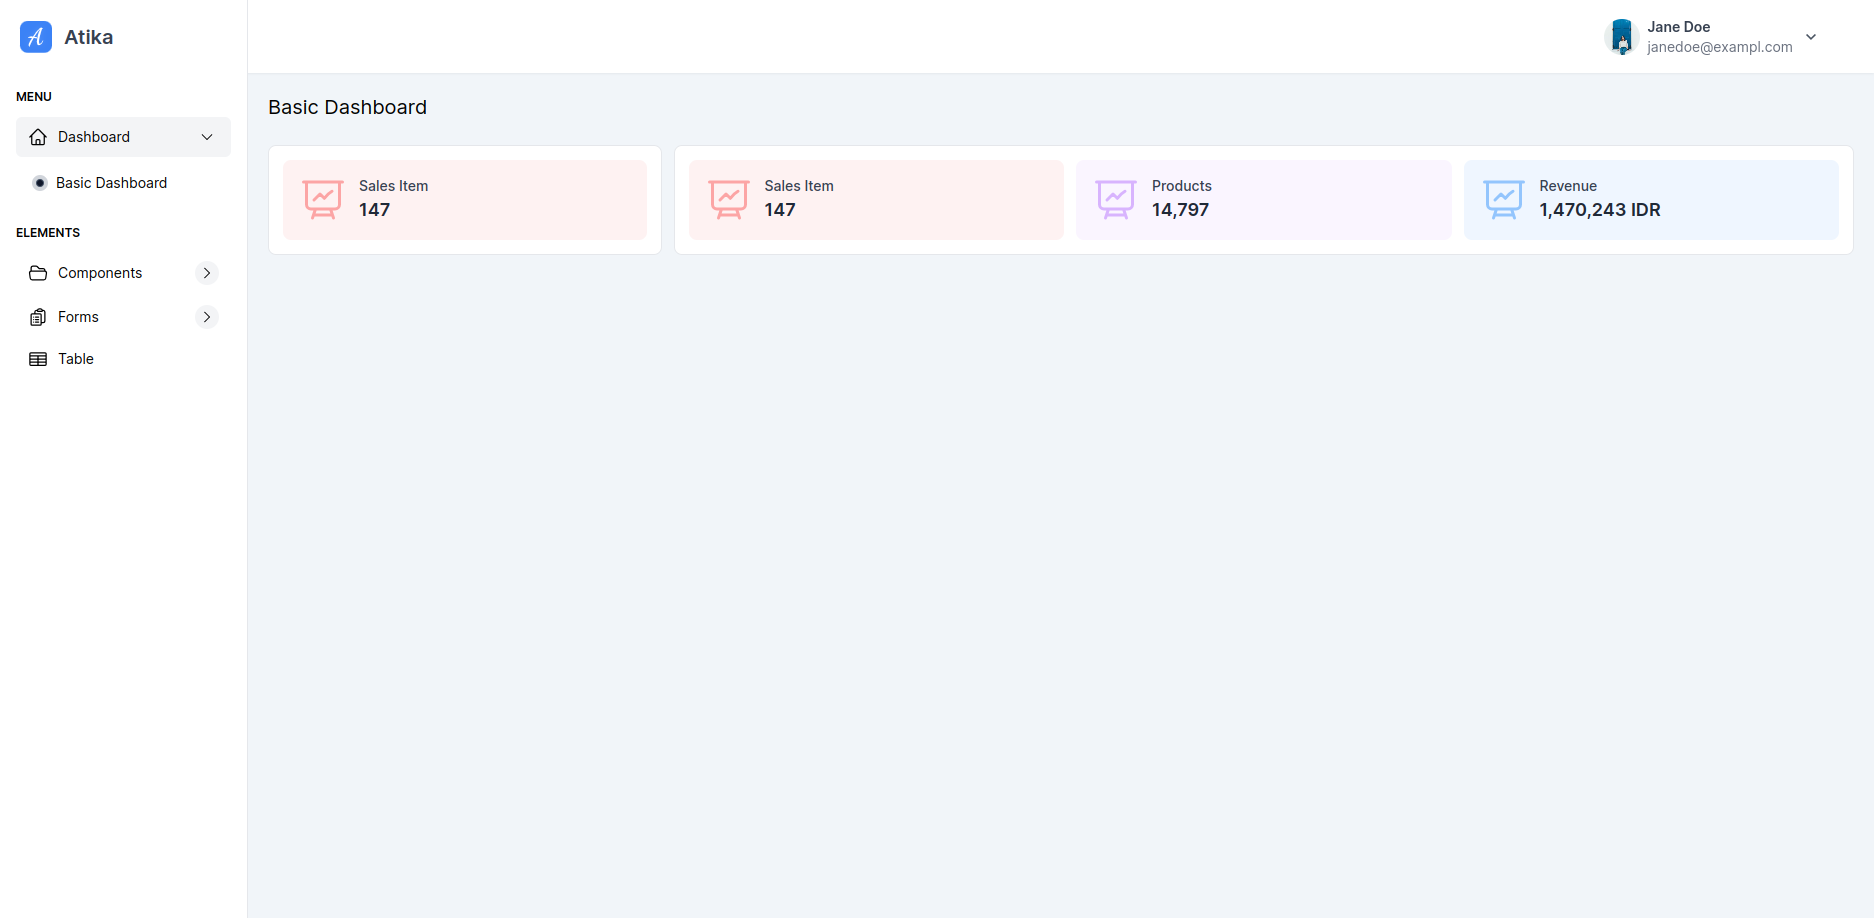 Atika
Jane Doe
janedoe@exampl.com
MENU
Dashboard
Basic Dashboard
ELEMENTS
Components
Forms
Table
Basic Dashboard
Sales Item
147
Sales Item
147
Products
14,797
Revenue
1,470,243 IDR